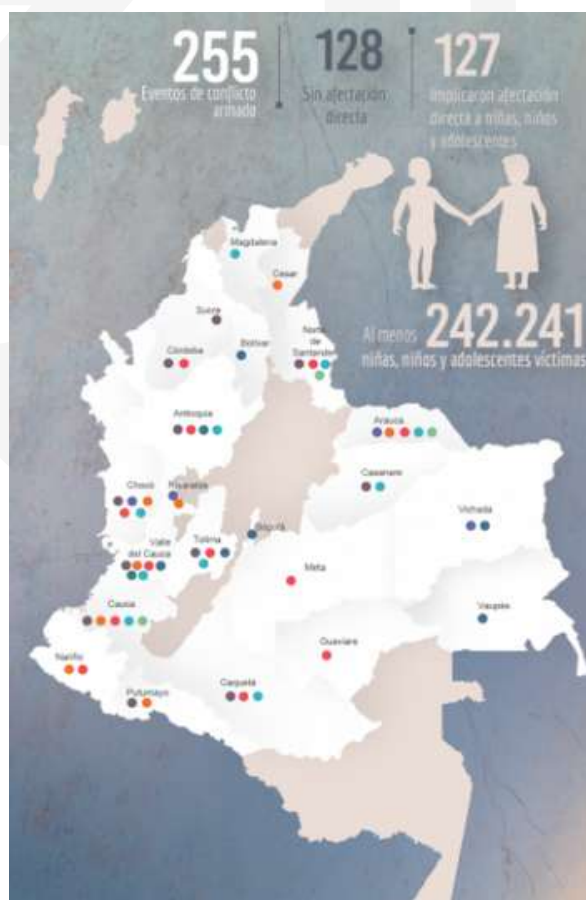 255
Eventos de conflicto
armado
128
Sin afectación
directa
127
Implicaron afectación
directa a niñas, niños
y adolescentes
Al menos 242.241
niñas, niños y adolescentes víctimas
Magdalena
Cesar
Sucre
Córdoba
Bolívar
Norte
de
Santander
Antioquia
Arauca
Casanare
Chocó
Risaralda
Vichada
Bogotá
Valle
del Cauca
Tolima
Meta
Cauca
Vaupés
Guaviare
Nariño
Caquetá
Putumayo